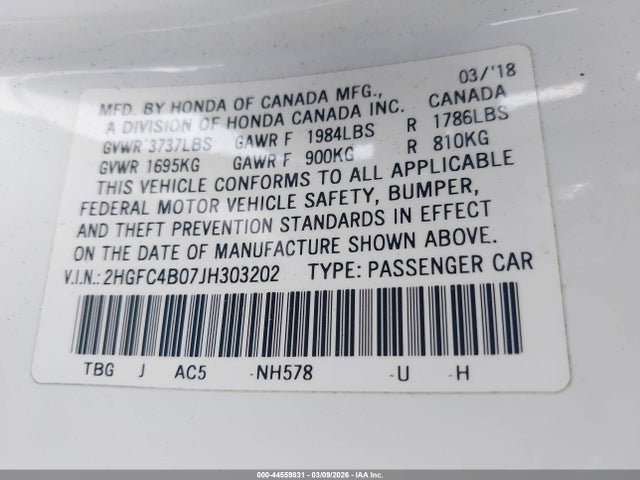 03/'18
MFD. BY HONDA OF CANADA MFG., CANADA
A DIVISION OF HONDA CANADA INC.
GVWR 3737LBS GAWR F 1984LBS R 1786LBS
GVWR 1695KG GAWR F 900KG R 810KG
THIS VEHICLE CONFORMS TO ALL APPLICABLE
FEDERAL MOTOR VEHICLE SAFETY, BUMPER,
AND THEFT PREVENTION STANDARDS IN EFFECT
ON THE DATE OF MANUFACTURE SHOWN ABOVE.
V.I.N.: 2HGFC4B07JH303202 TYPE: PASSENGER CAR
TBG J AC5 -NH578 -U -H
000-44559831 - 03/09/2026 - IAA Inc.